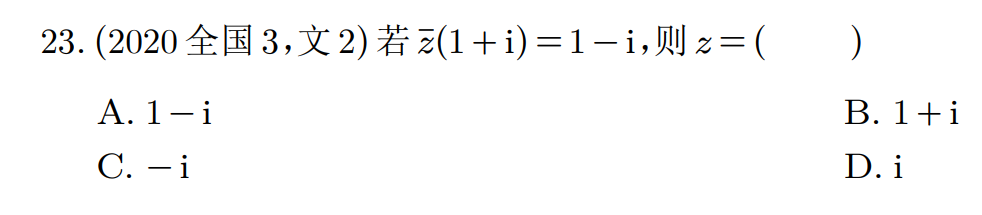 23. (2020 全国 3,文 2) 若 z̄(1+i)=1-i,则 z=(  )
A. 1-i B. 1+i
C. -i D. i